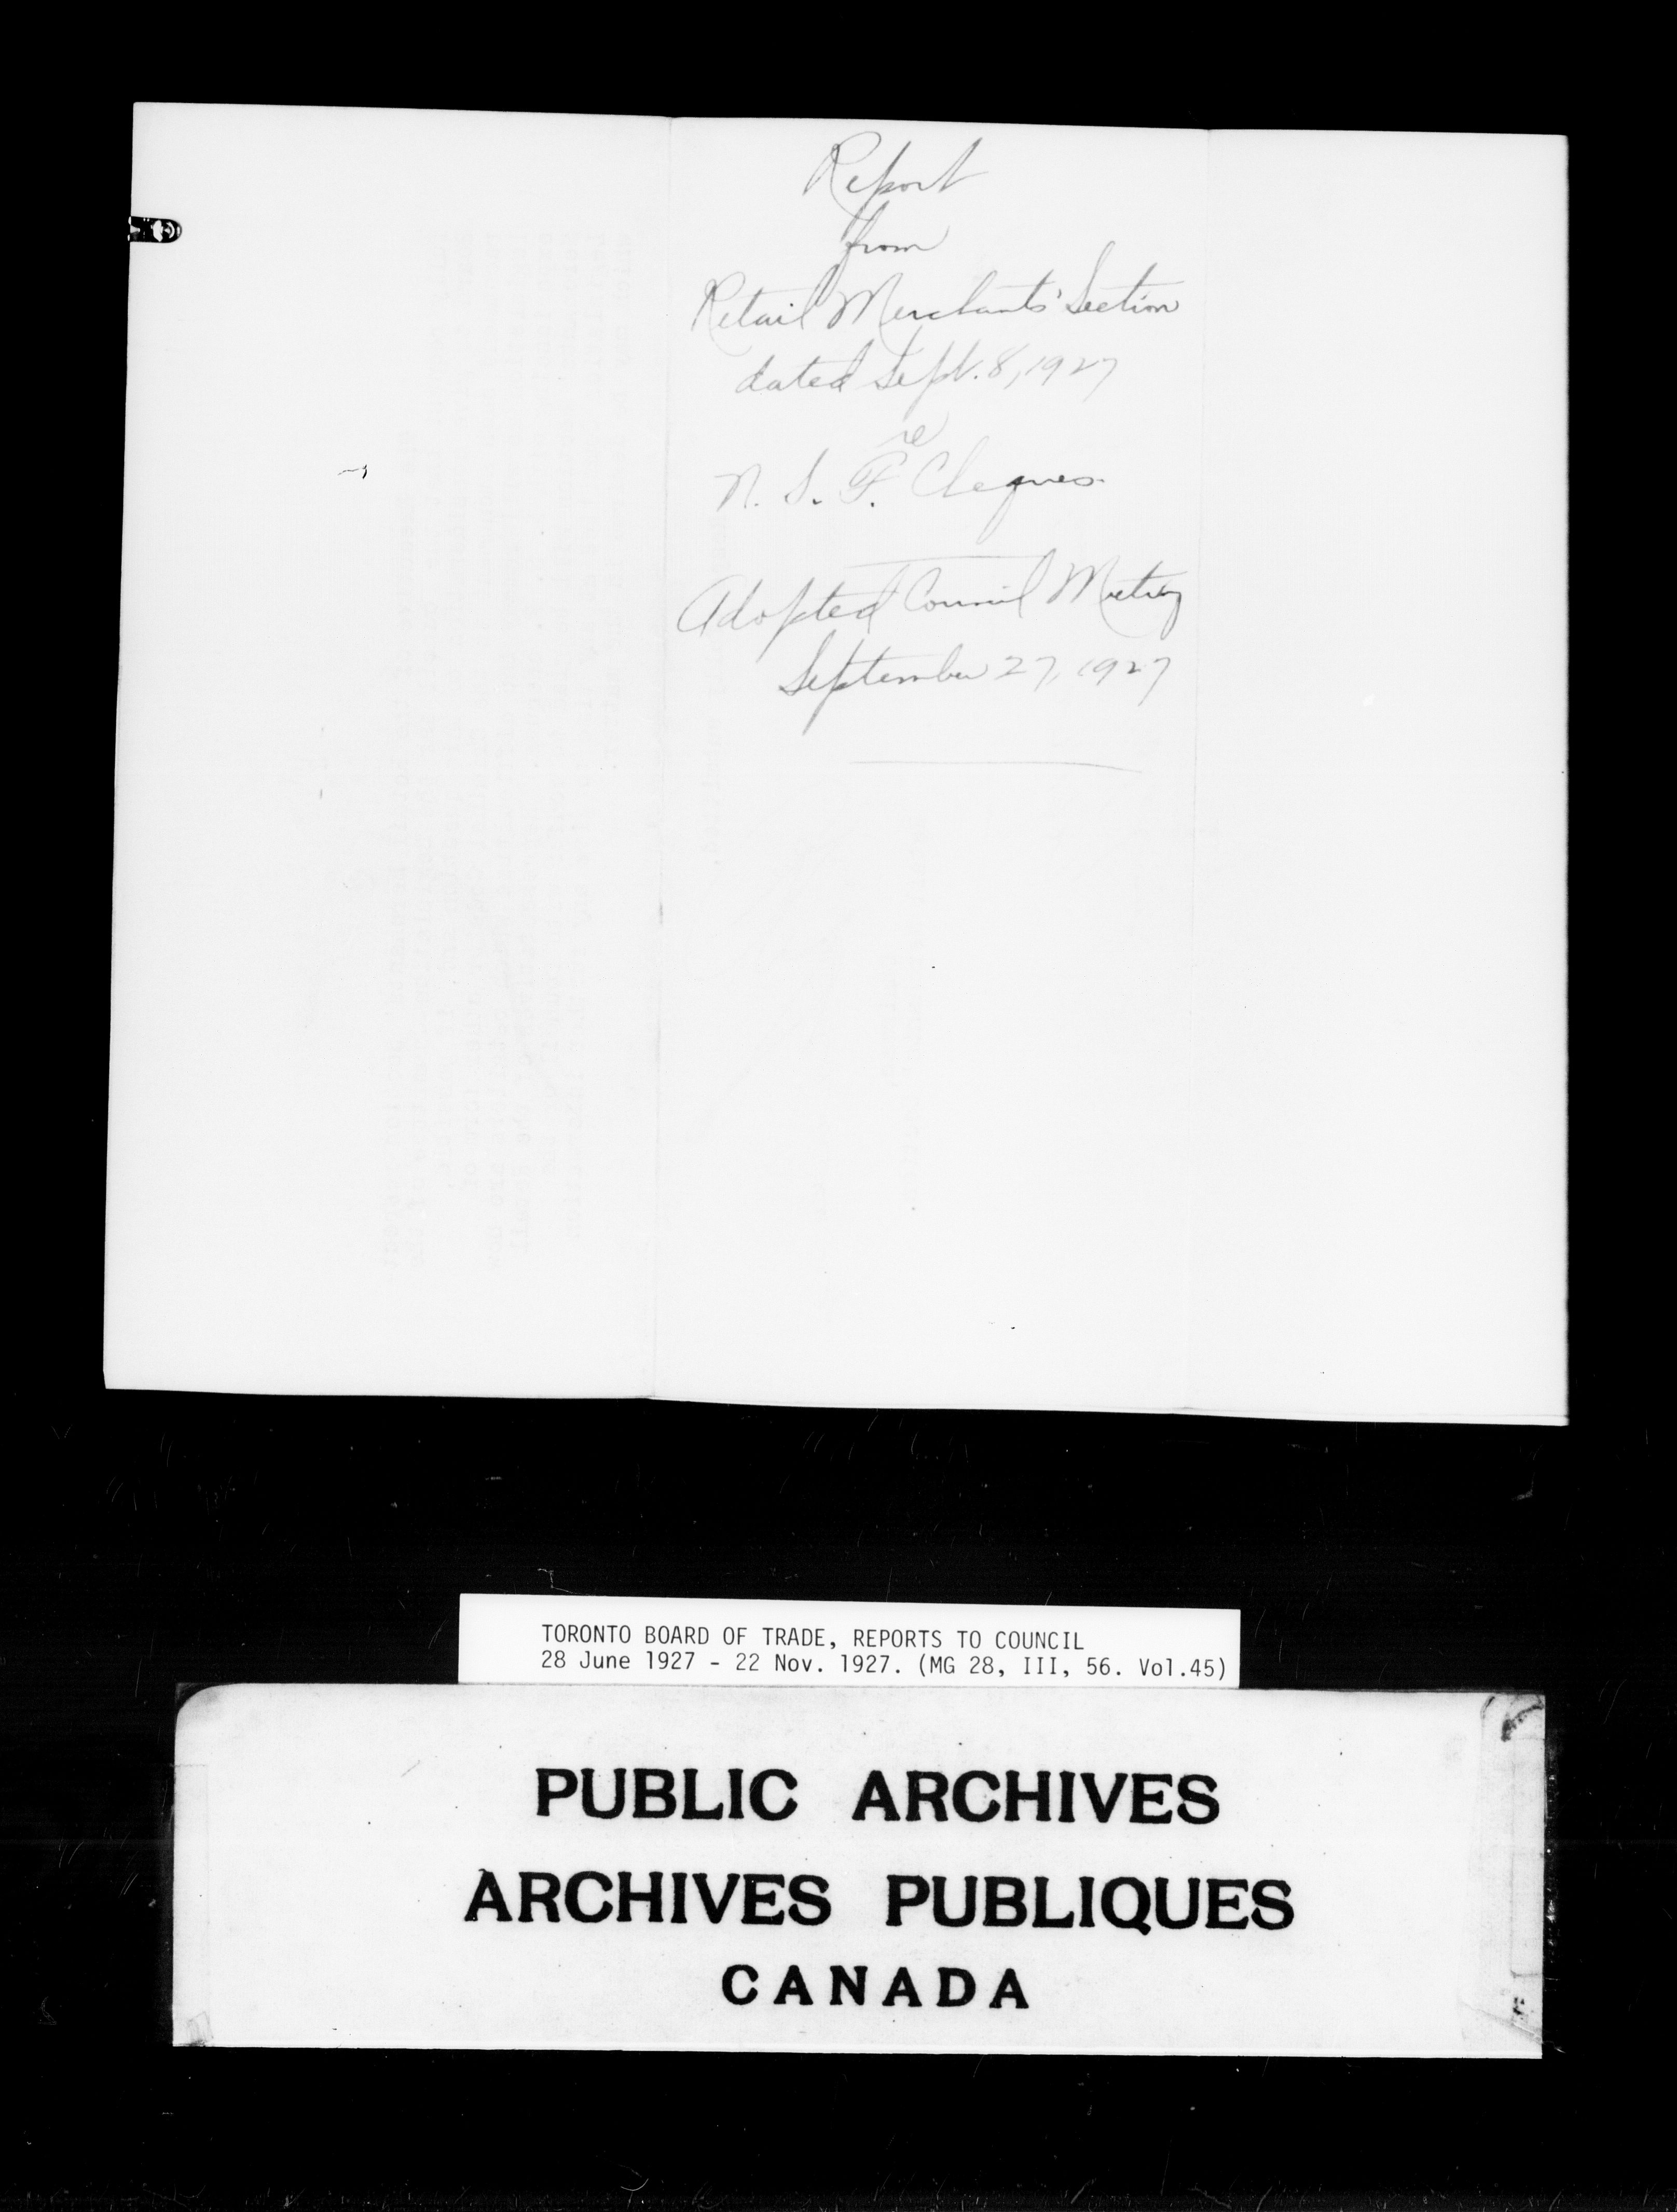 Report
from
Retail Merchants' Section
dated Sept. 8, 1927
re
N. S. F. Cheques.
Adopted Council Meeting
September 27, 1927
TORONTO BOARD OF TRADE, REPORTS TO COUNCIL
28 June 1927 - 22 Nov. 1927. (MG 28, III, 56. Vol.45)
PUBLIC ARCHIVES
ARCHIVES PUBLIQUES
CANADA